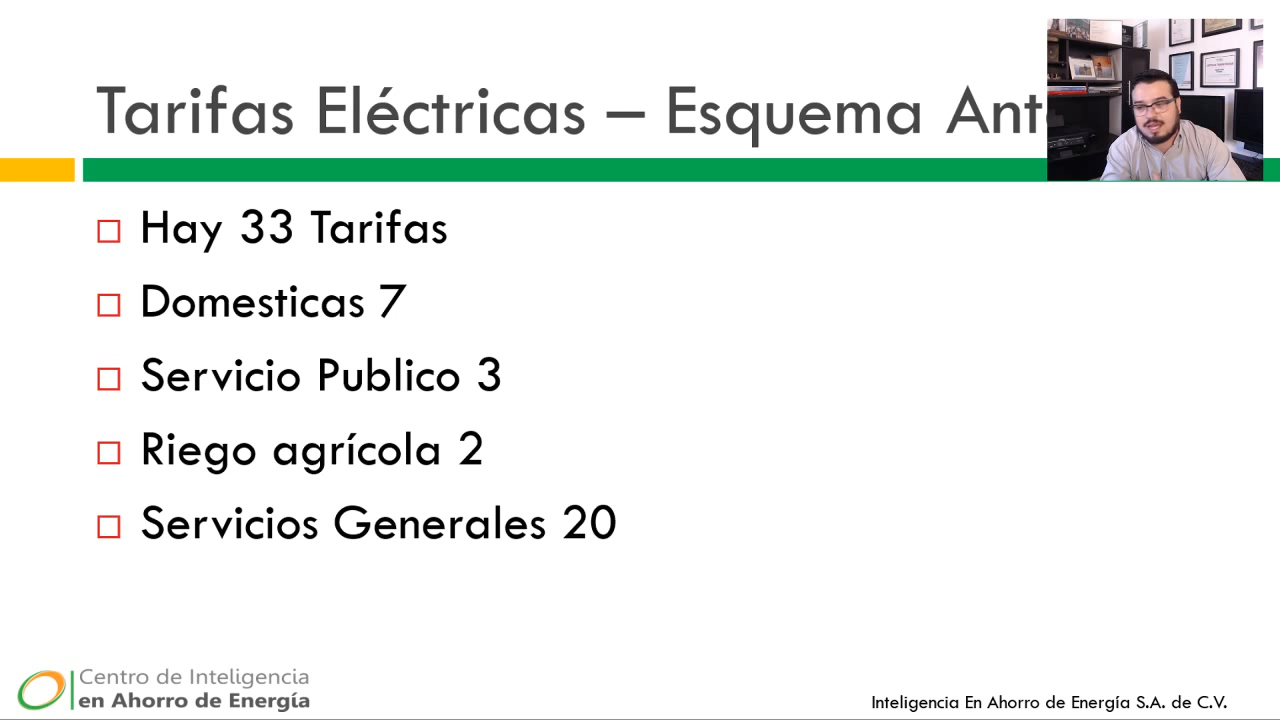 Tarifas Eléctricas – Esquema
Hay 33 Tarifas
Domesticas 7
Servicio Publico 3
Riego agrícola 2
Servicios Generales 20
Centro de Inteligencia
en Ahorro de Energía
Inteligencia En Ahorro de Energía S.A. de C.V.